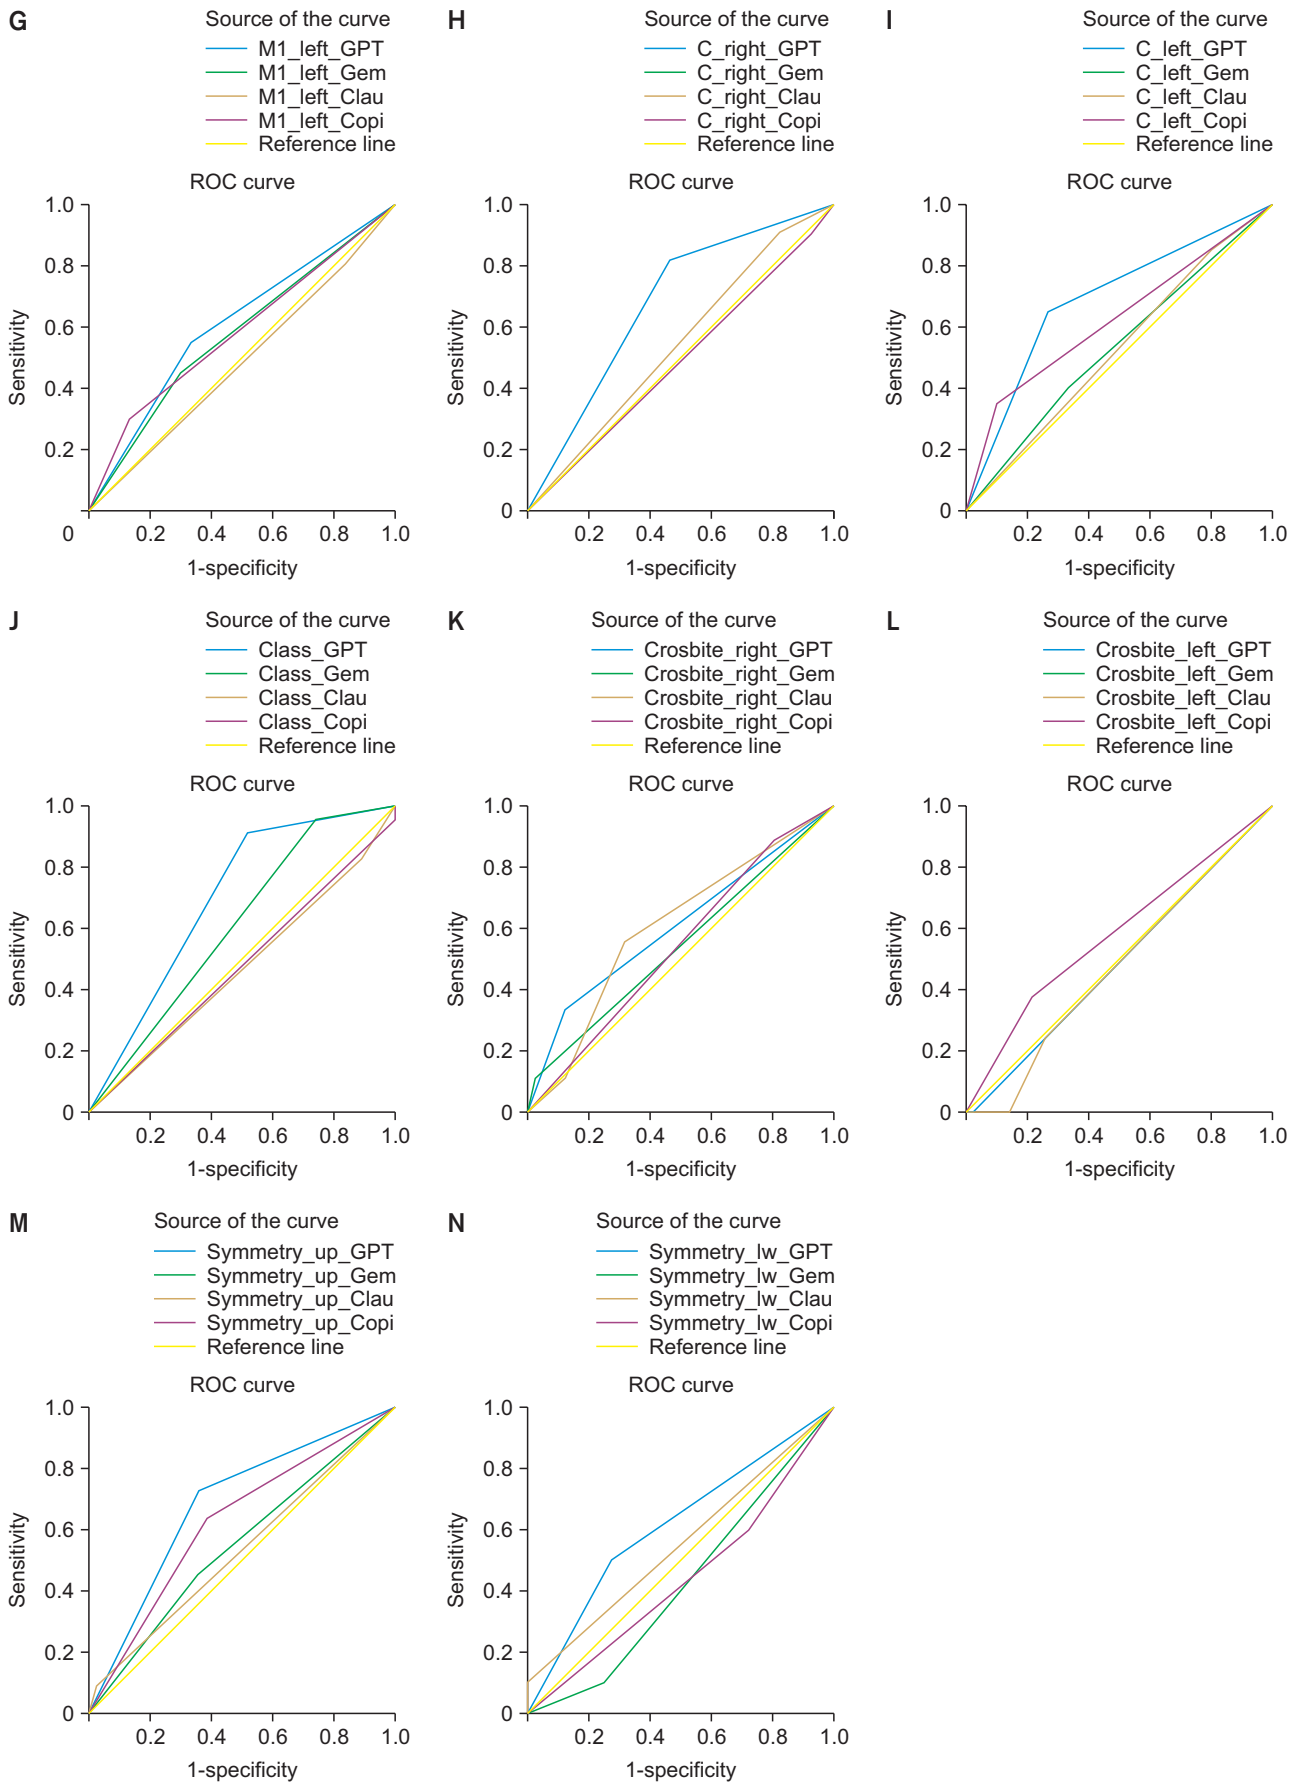 G
Source of the curve
M1_left_GPT
M1_left_Gem
M1_left_Clau
M1_left_Copi
Reference line
ROC curve
1.0
0.8
0.6
0.4
0.2
Sensitivity
0 0.2 0.4 0.6 0.8 1.0
1-specificity
H
Source of the curve
C_right_GPT
C_right_Gem
C_right_Clau
C_right_Copi
Reference line
ROC curve
1.0
0.8
0.6
0.4
0.2
0
Sensitivity
0.2 0.4 0.6 0.8 1.0
1-specificity
I
Source of the curve
C_left_GPT
C_left_Gem
C_left_Clau
C_left_Copi
Reference line
ROC curve
1.0
0.8
0.6
0.4
0.2
0
Sensitivity
0.2 0.4 0.6 0.8 1.0
1-specificity
J
Source of the curve
Class_GPT
Class_Gem
Class_Clau
Class_Copi
Reference line
ROC curve
1.0
0.8
0.6
0.4
0.2
0
Sensitivity
0.2 0.4 0.6 0.8 1.0
1-specificity
K
Source of the curve
Crosbite_right_GPT
Crosbite_right_Gem
Crosbite_right_Clau
Crosbite_right_Copi
Reference line
ROC curve
1.0
0.8
0.6
0.4
0.2
0
Sensitivity
0.2 0.4 0.6 0.8 1.0
1-specificity
L
Source of the curve
Crosbite_left_GPT
Crosbite_left_Gem
Crosbite_left_Clau
Crosbite_left_Copi
Reference line
ROC curve
1.0
0.8
0.6
0.4
0.2
0
Sensitivity
0.2 0.4 0.6 0.8 1.0
1-specificity
M
Source of the curve
Symmetry_up_GPT
Symmetry_up_Gem
Symmetry_up_Clau
Symmetry_up_Copi
Reference line
ROC curve
1.0
0.8
0.6
0.4
0.2
0
Sensitivity
0.2 0.4 0.6 0.8 1.0
1-specificity
N
Source of the curve
Symmetry_lw_GPT
Symmetry_lw_Gem
Symmetry_lw_Clau
Symmetry_lw_Copi
Reference line
ROC curve
1.0
0.8
0.6
0.4
0.2
0
Sensitivity
0.2 0.4 0.6 0.8 1.0
1-specificity